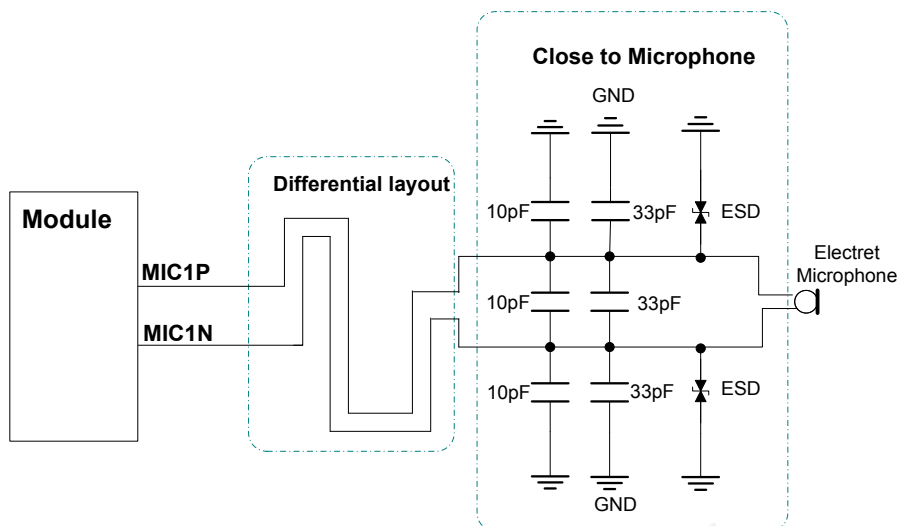 Close to Microphone
GND
Differential layout
Module
10pF
33pF
ESD
MIC1P
Electret
Microphone
10pF
33pF
MIC1N
10pF
33pF
ESD
GND